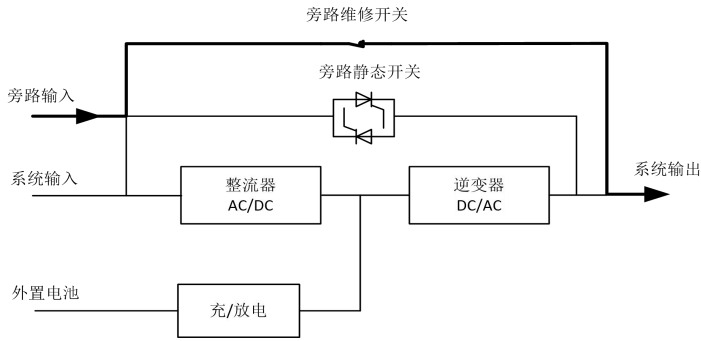 旁路维修开关
旁路静态开关
旁路输入
系统输入
整流器
AC/DC
逆变器
DC/AC
系统输出
外置电池
充/放电